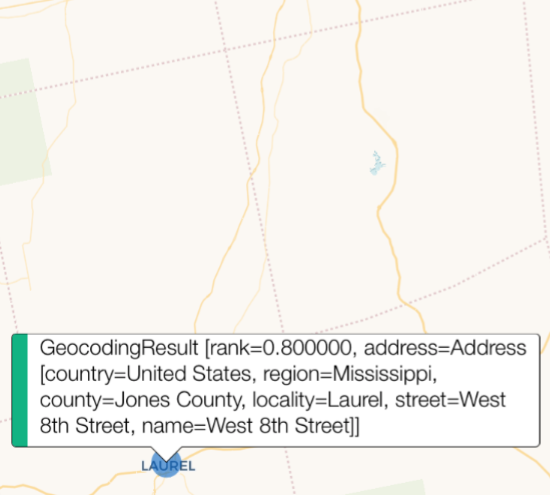 GeocodingResult [rank=0.800000, address=Address
[country=United States, region=Mississippi,
county=Jones County, locality=Laurel, street=West
8th Street, name=West 8th Street]]
LAUREL